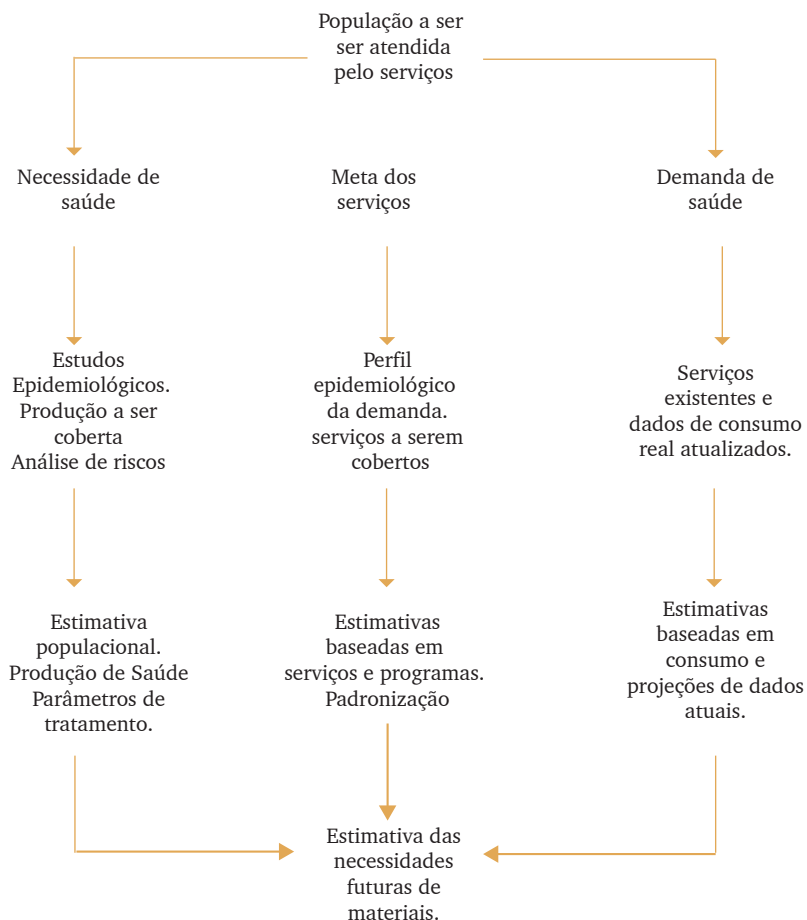 População a ser
ser atendida
pelo serviços
Necessidade de
saúde
Meta dos
serviços
Demanda de
saúde
Estudos
Epidemiológicos.
Produção a ser
coberta
Análise de riscos
Perfil
epidemiológico
da demanda.
serviços a serem
cobertos
Serviços
existentes e
dados de consumo
real atualizados.
Estimativa
populacional.
Produção de Saúde
Parâmetros de
tratamento.
Estimativas
baseadas em
serviços e programas.
Padronização
Estimativas
baseadas em
consumo e
projeções de dados
atuais.
Estimativa das
necessidades
futuras de
materiais.